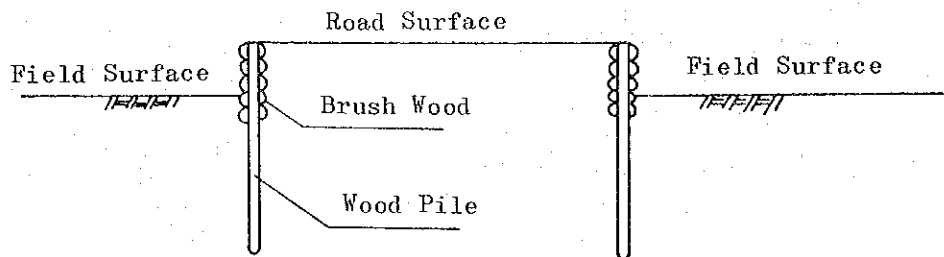 Road Surface
Field Surface
Field Surface
Brush Wood
Wood Pile